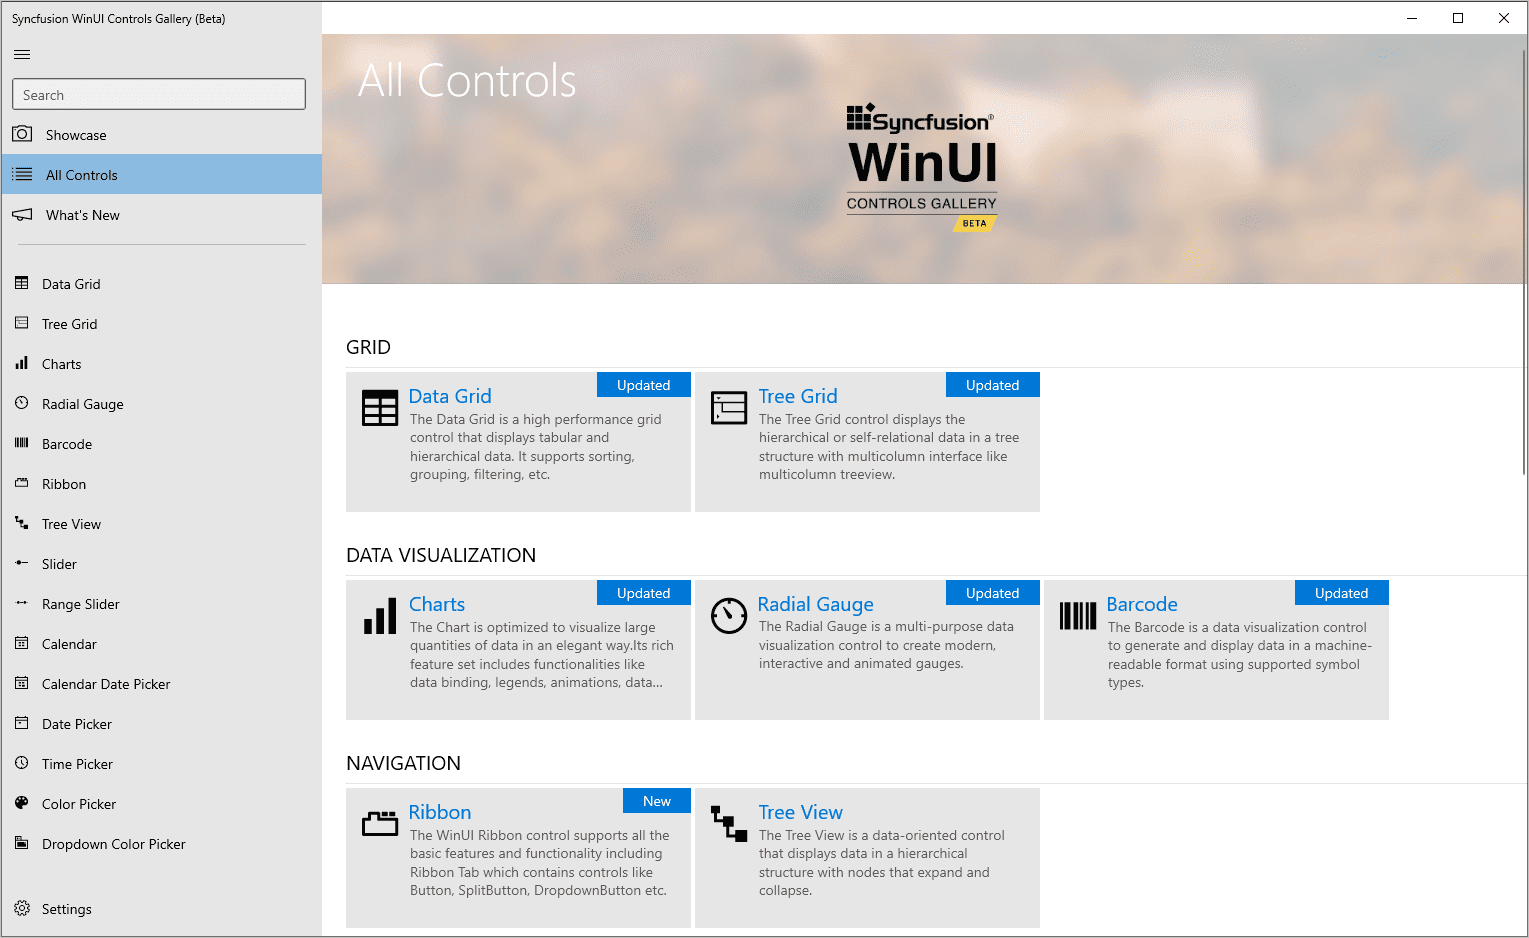 Syncfusion WinUI Controls Gallery (Beta)
Search
Showcase
All Controls
What's New
Data Grid
Tree Grid
Charts
Radial Gauge
Barcode
Ribbon
Tree View
Slider
Range Slider
Calendar
Calendar Date Picker
Date Picker
Time Picker
Color Picker
Dropdown Color Picker
Settings
All Controls
Syncfusion®
WinUI
CONTROLS GALLERY
BETA
GRID
Updated
Data Grid
The Data Grid is a high performance grid
control that displays tabular and
hierarchical data. It supports sorting,
grouping, filtering, etc.
Updated
Tree Grid
The Tree Grid control displays the
hierarchical or self-relational data in a tree
structure with multicolumn interface like
multicolumn treeview.
DATA VISUALIZATION
Updated
Charts
The Chart is optimized to visualize large
quantities of data in an elegant way.Its rich
feature set includes functionalities like
data binding, legends, animations, data...
Updated
Radial Gauge
The Radial Gauge is a multi-purpose data
visualization control to create modern,
interactive and animated gauges.
Updated
Barcode
The Barcode is a data visualization control
to generate and display data in a machine-
readable format using supported symbol
types.
NAVIGATION
New
Ribbon
The WinUI Ribbon control supports all the
basic features and functionality including
Ribbon Tab which contains controls like
Button, SplitButton, DropdownButton etc.
Tree View
The Tree View is a data-oriented control
that displays data in a hierarchical
structure with nodes that expand and
collapse.